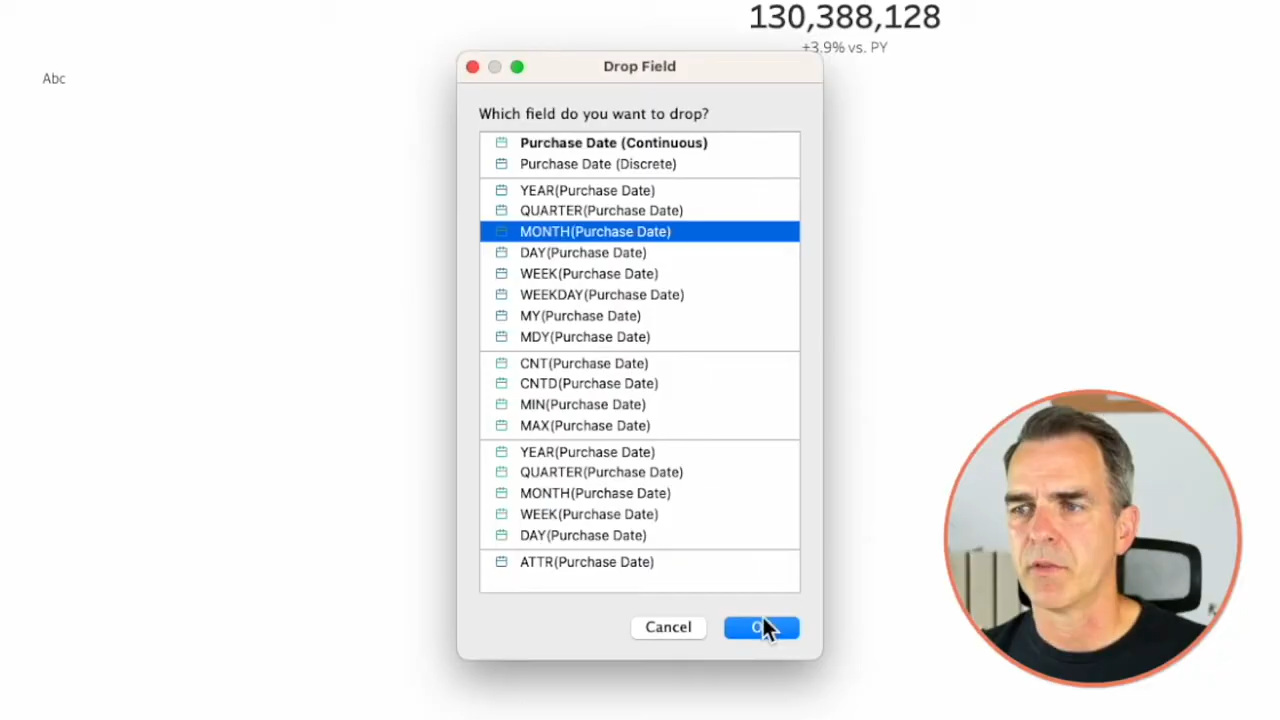 130,388,128
+3.9% vs. PY
Abc
Drop Field
Which field do you want to drop?
Purchase Date (Continuous)
Purchase Date (Discrete)
YEAR(Purchase Date)
QUARTER(Purchase Date)
MONTH(Purchase Date)
DAY(Purchase Date)
WEEK(Purchase Date)
WEEKDAY(Purchase Date)
MY(Purchase Date)
MDY(Purchase Date)
CNT(Purchase Date)
CNTD(Purchase Date)
MIN(Purchase Date)
MAX(Purchase Date)
YEAR(Purchase Date)
QUARTER(Purchase Date)
MONTH(Purchase Date)
WEEK(Purchase Date)
DAY(Purchase Date)
ATTR(Purchase Date)
Cancel